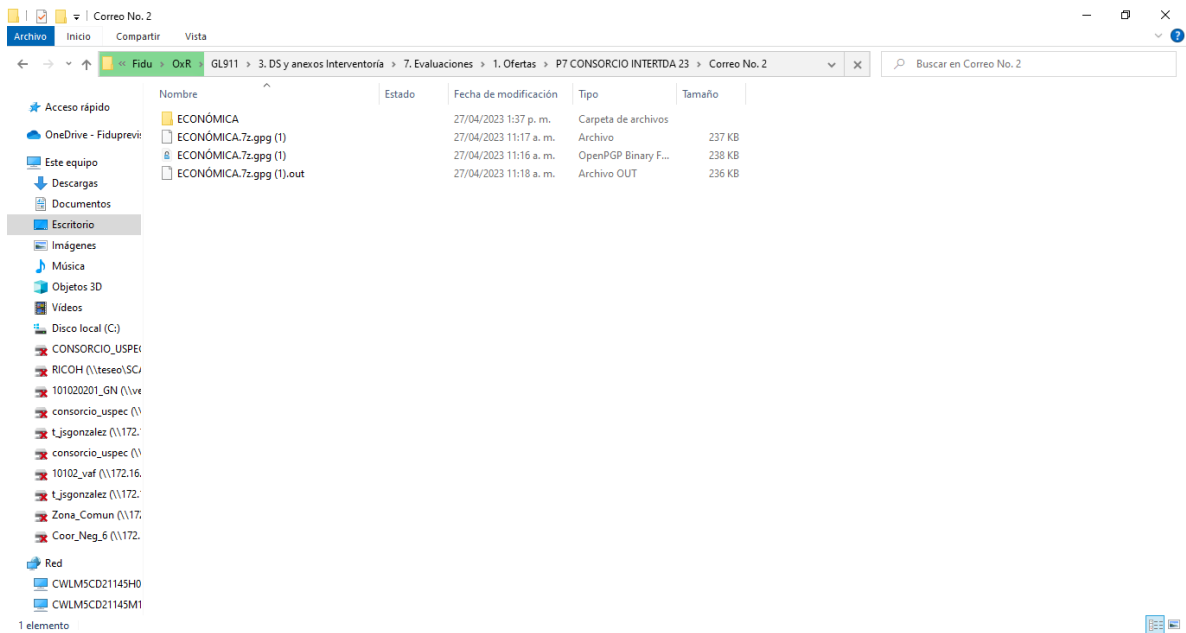 Correo No. 2
Archivo Inicio Compartir Vista
« Fidu > OxR > GL911 > 3. DS y anexos Interventoría > 7. Evaluaciones > 1. Ofertas > P7 CONSORCIO INTERTDA 23 > Correo No. 2 Buscar en Correo No. 2
Nombre Estado Fecha de modificación Tipo Tamaño
ECONÓMICA 27/04/2023 1:37 p. m. Carpeta de archivos
ECONÓMICA.7z.gpg (1) 27/04/2023 11:17 a. m. Archivo 237 KB
ECONÓMICA.7z.gpg (1) 27/04/2023 11:16 a. m. OpenPGP Binary F... 238 KB
ECONÓMICA.7z.gpg (1).out 27/04/2023 11:18 a. m. Archivo OUT 236 KB
Acceso rápido
OneDrive - Fiduprevi
Este equipo
Descargas
Documentos
Escritorio
Imágenes
Música
Objetos 3D
Vídeos
Disco local (C:)
CONSORCIO_USPE
RICOH (\\teseo\SCA
101020201_GN (\\ve
consorcio_uspec (\\
t_jsgonzalez (\\172.
consorcio_uspec (\\
10102_vaf (\\172.16.
t_jsgonzalez (\\172.
Zona_Comun (\\17
Coor_Neg_6 (\\172.
Red
CWLM5CD21145H0
CWLM5CD21145M1
1 elemento